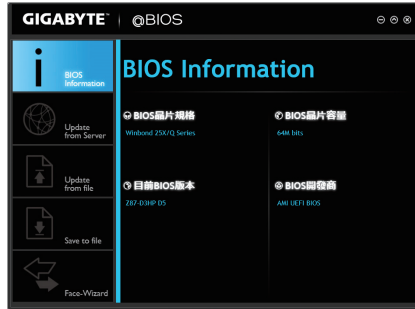 GIGABYTE™ | @BIOS
BIOS Information
BIOS
Information
Update
from Server
Update
from file
Save to file
Face-Wizard
BIOS晶片規格
Winbond 25X/Q Series
BIOS晶片容量
64M bits
目前BIOS版本
Z87-D3HP D5
BIOS開發商
AMI UEFI BIOS